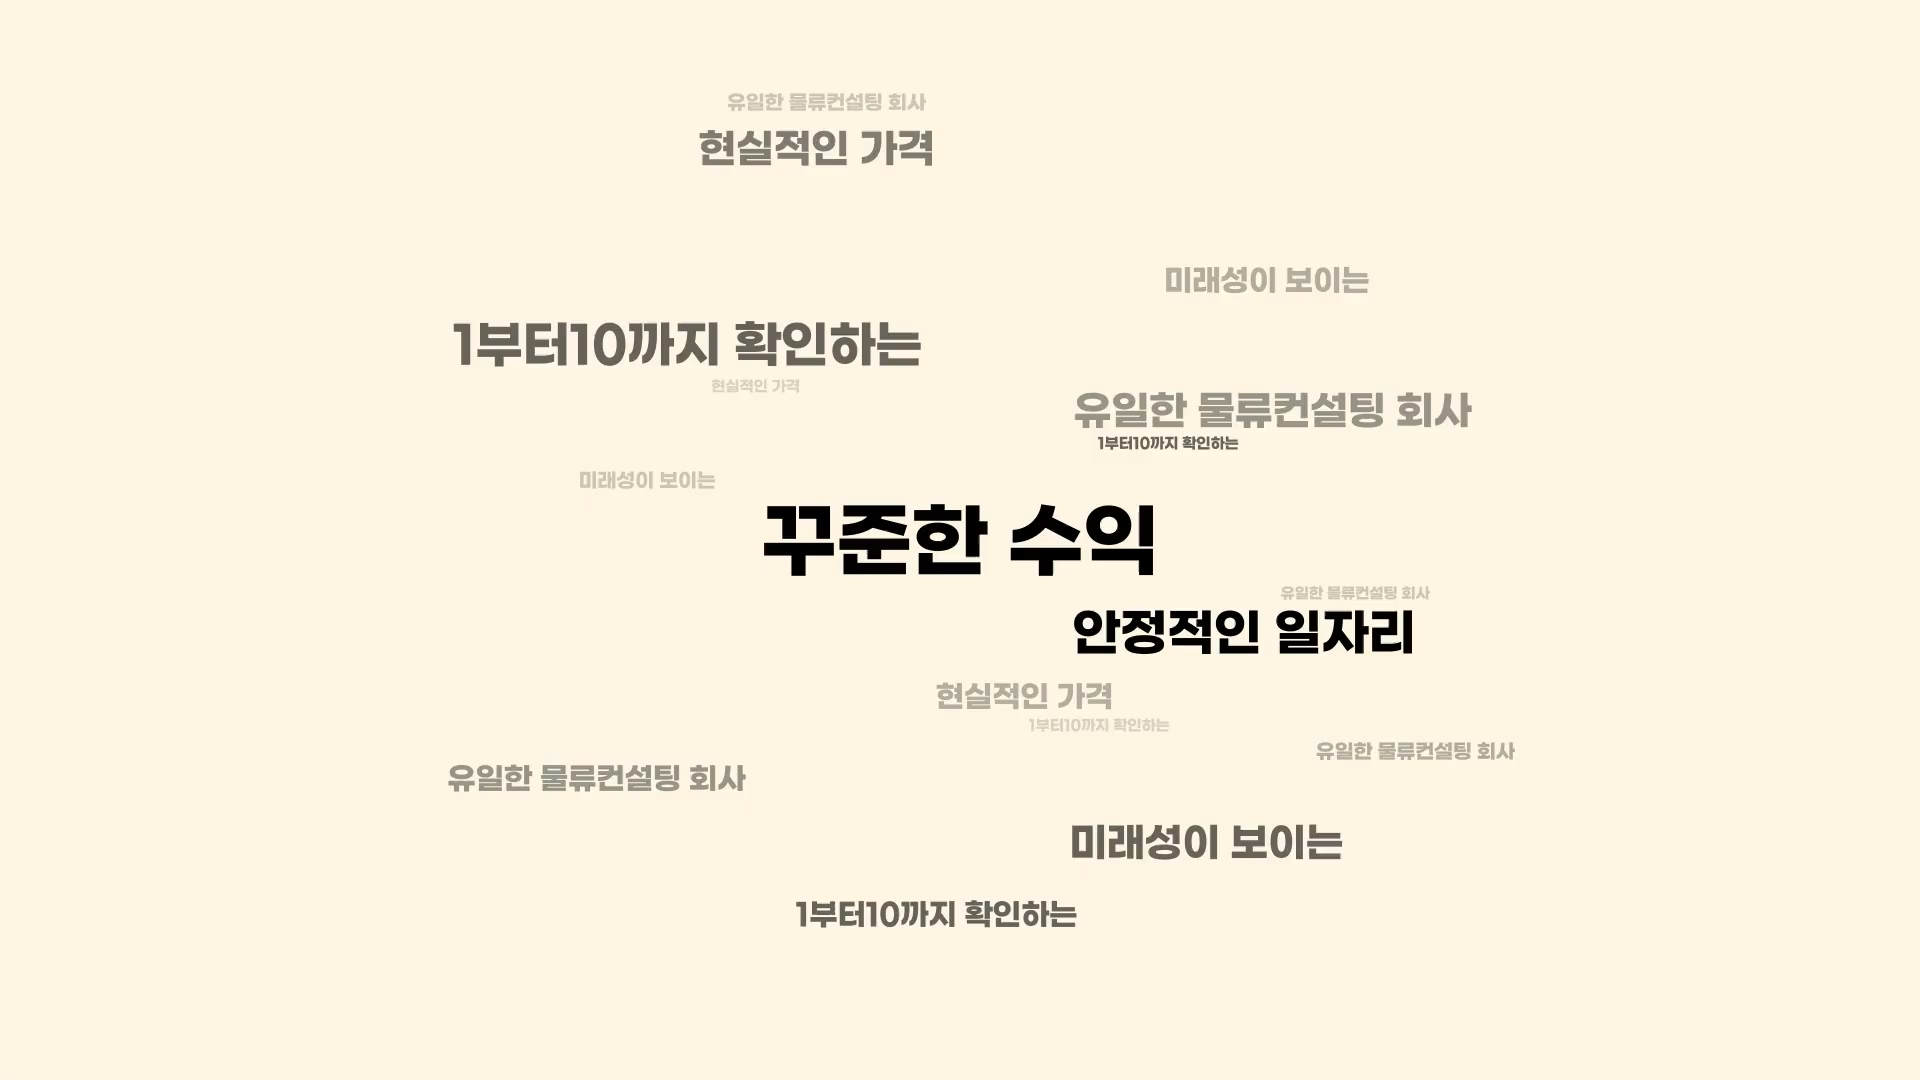 유일한 물류컨설팅 회사
현실적인 가격
미래성이 보이는
1부터10까지 확인하는
현실적인 가격
유일한 물류컨설팅 회사
1부터10까지 확인하는
미래성이 보이는
꾸준한 수익
유일한 물류컨설팅 회사
안정적인 일자리
현실적인 가격
1부터10까지 확인하는
유일한 물류컨설팅 회사
유일한 물류컨설팅 회사
미래성이 보이는
1부터10까지 확인하는